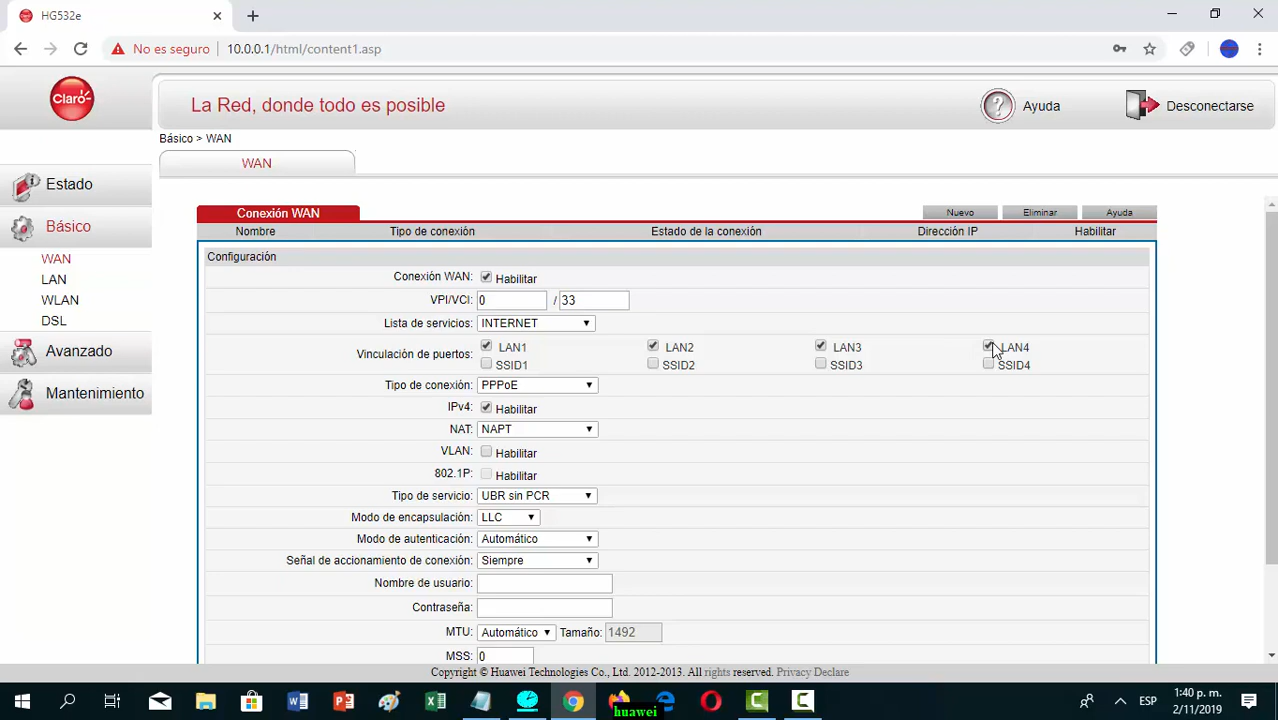 HG532e
No es seguro
10.0.0.1/html/content1.asp
Claro
La Red, donde todo es posible
Ayuda
Desconectarse
Básico > WAN
WAN
Estado
Básico
WAN
LAN
WLAN
DSL
Avanzado
Mantenimiento
Conexión WAN
Nuevo
Eliminar
Ayuda
Nombre Tipo de conexión Estado de la conexión Dirección IP Habilitar
Configuración
Conexión WAN: Habilitar
VPI/VCI: 0 / 33
Lista de servicios: INTERNET
Vinculación de puertos: LAN1 LAN2 LAN3 LAN4
SSID1 SSID2 SSID3 SSID4
Tipo de conexión: PPPoE
IPv4: Habilitar
NAT: NAPT
VLAN: Habilitar
802.1P: Habilitar
Tipo de servicio: UBR sin PCR
Modo de encapsulación: LLC
Modo de autenticación: Automático
Señal de accionamiento de conexión: Siempre
Nombre de usuario:
Contraseña:
MTU: Automático Tamaño: 1492
MSS: 0
Copyright © Huawei Technologies Co., Ltd. 2012-2013. All rights reserved. Privacy Declare
huawei
ESP
1:40 p. m.
2/11/2019